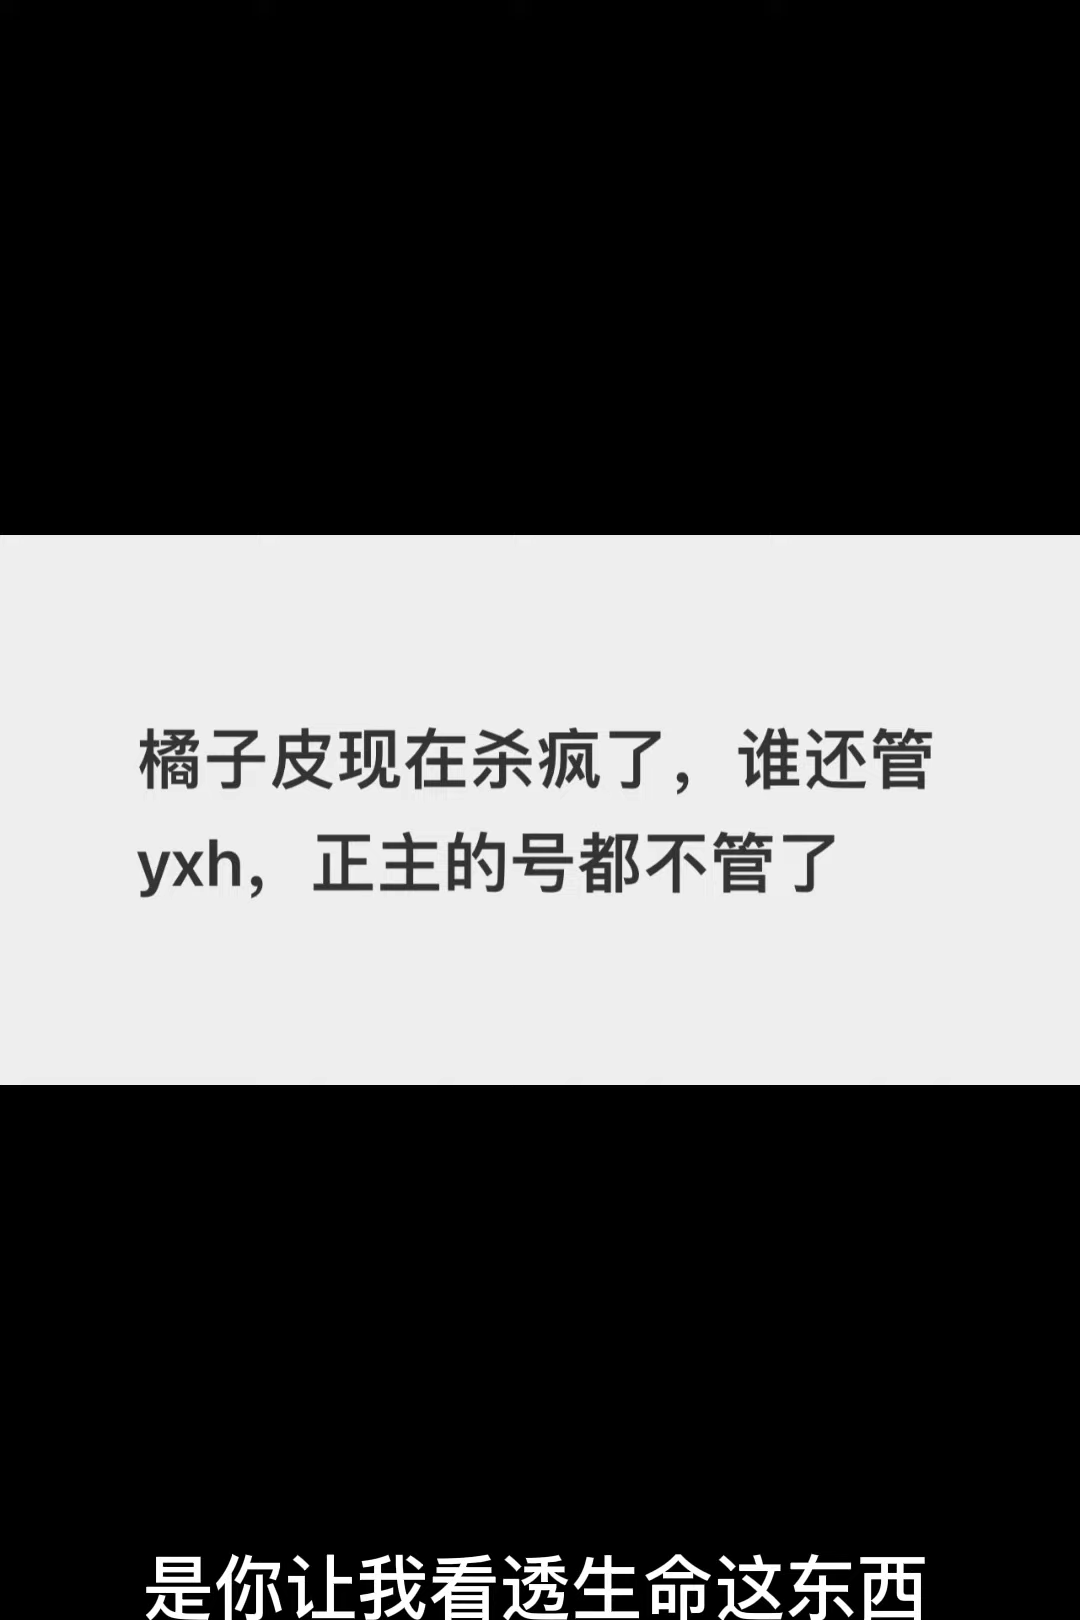 橘子皮现在杀疯了，谁还管
yxh，正主的号都不管了
是你让我看透生命这东西